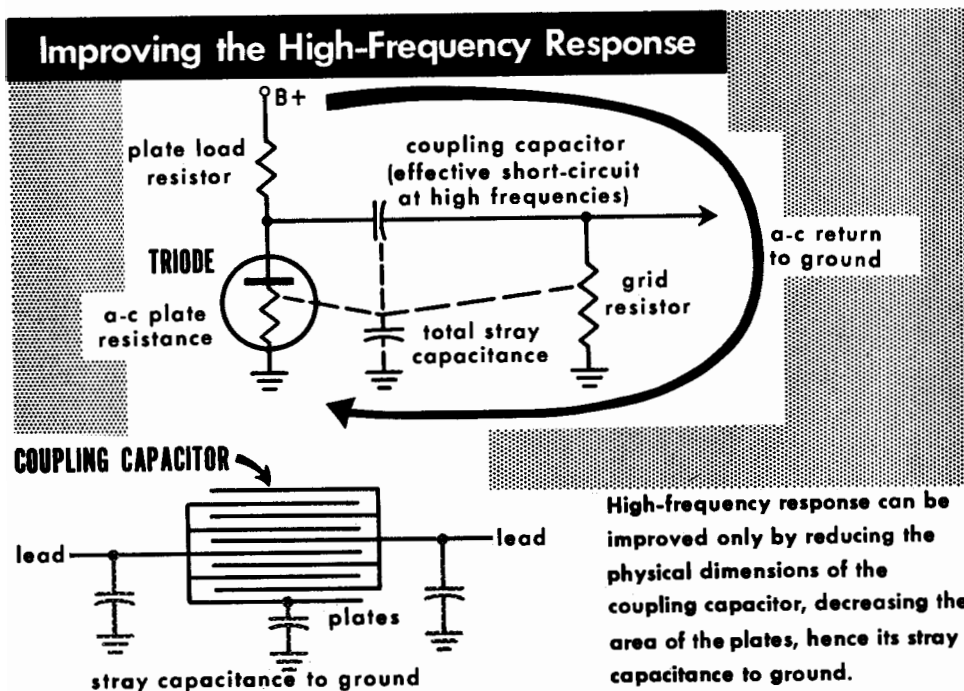 Improving the High-Frequency Response
B+
plate load
resistor
coupling capacitor
(effective short-circuit
at high frequencies)
a-c return
to ground
TRIODE
a-c plate
resistance
grid
resistor
total stray
capacitance
COUPLING CAPACITOR
lead
lead
plates
stray capacitance to ground
High-frequency response can be
improved only by reducing the
physical dimensions of the
coupling capacitor, decreasing the
area of the plates, hence its stray
capacitance to ground.